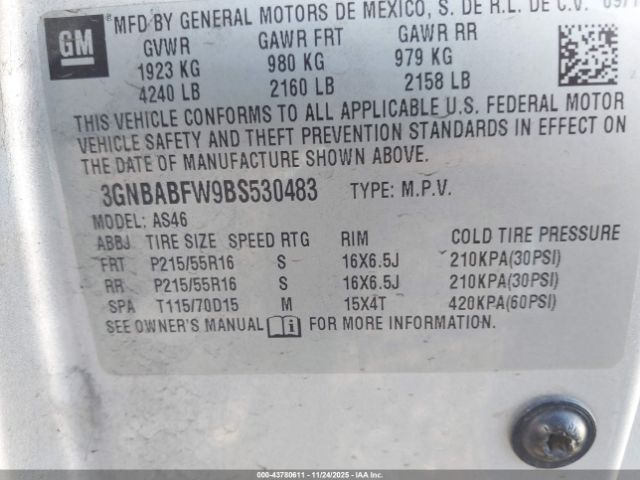 GM
MFD BY GENERAL MOTORS DE MEXICO, S. DE R.L. DE C.V.
GVWR GAWR FRT GAWR RR
1923 KG 980 KG 979 KG
4240 LB 2160 LB 2158 LB
THIS VEHICLE CONFORMS TO ALL APPLICABLE U.S. FEDERAL MOTOR
VEHICLE SAFETY AND THEFT PREVENTION STANDARDS IN EFFECT ON
THE DATE OF MANUFACTURE SHOWN ABOVE.
3GNBABFW9BS530483 TYPE: M.P.V.
MODEL: AS46
ABBJ TIRE SIZE SPEED RTG RIM COLD TIRE PRESSURE
FRT P215/55R16 S 16X6.5J 210KPA(30PSI)
RR P215/55R16 S 16X6.5J 210KPA(30PSI)
SPA T115/70D15 M 15X4T 420KPA(60PSI)
SEE OWNER'S MANUAL FOR MORE INFORMATION.
000-43780611 - 11/24/2025 - IAAI.COM